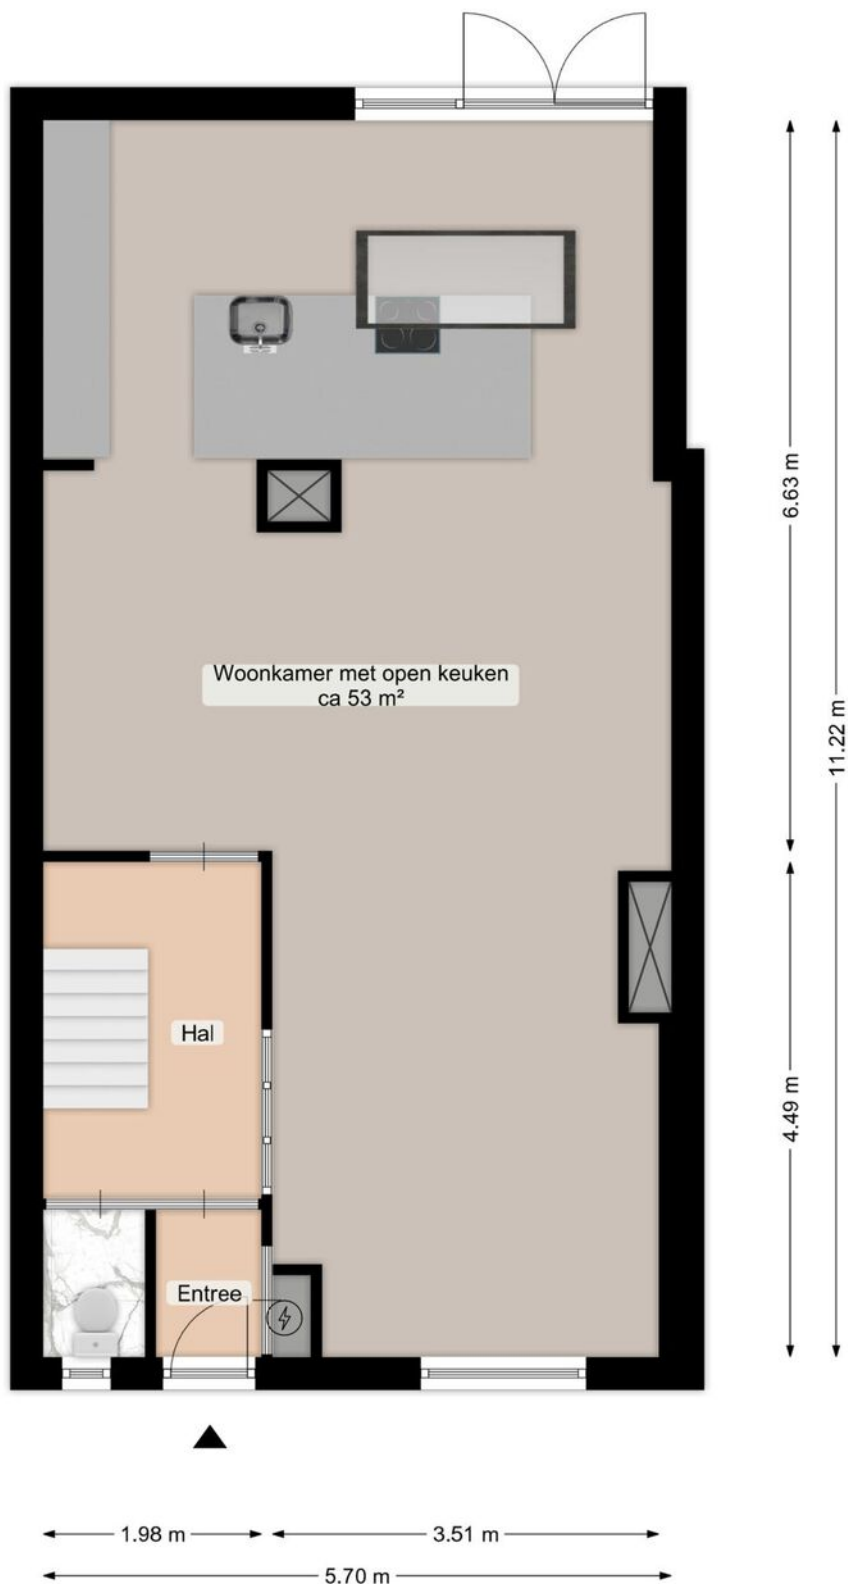 6.63 m
11.22 m
Woonkamer met open keuken
ca 53 m²
Hal
4.49 m
Entree
1.98 m
3.51 m
5.70 m